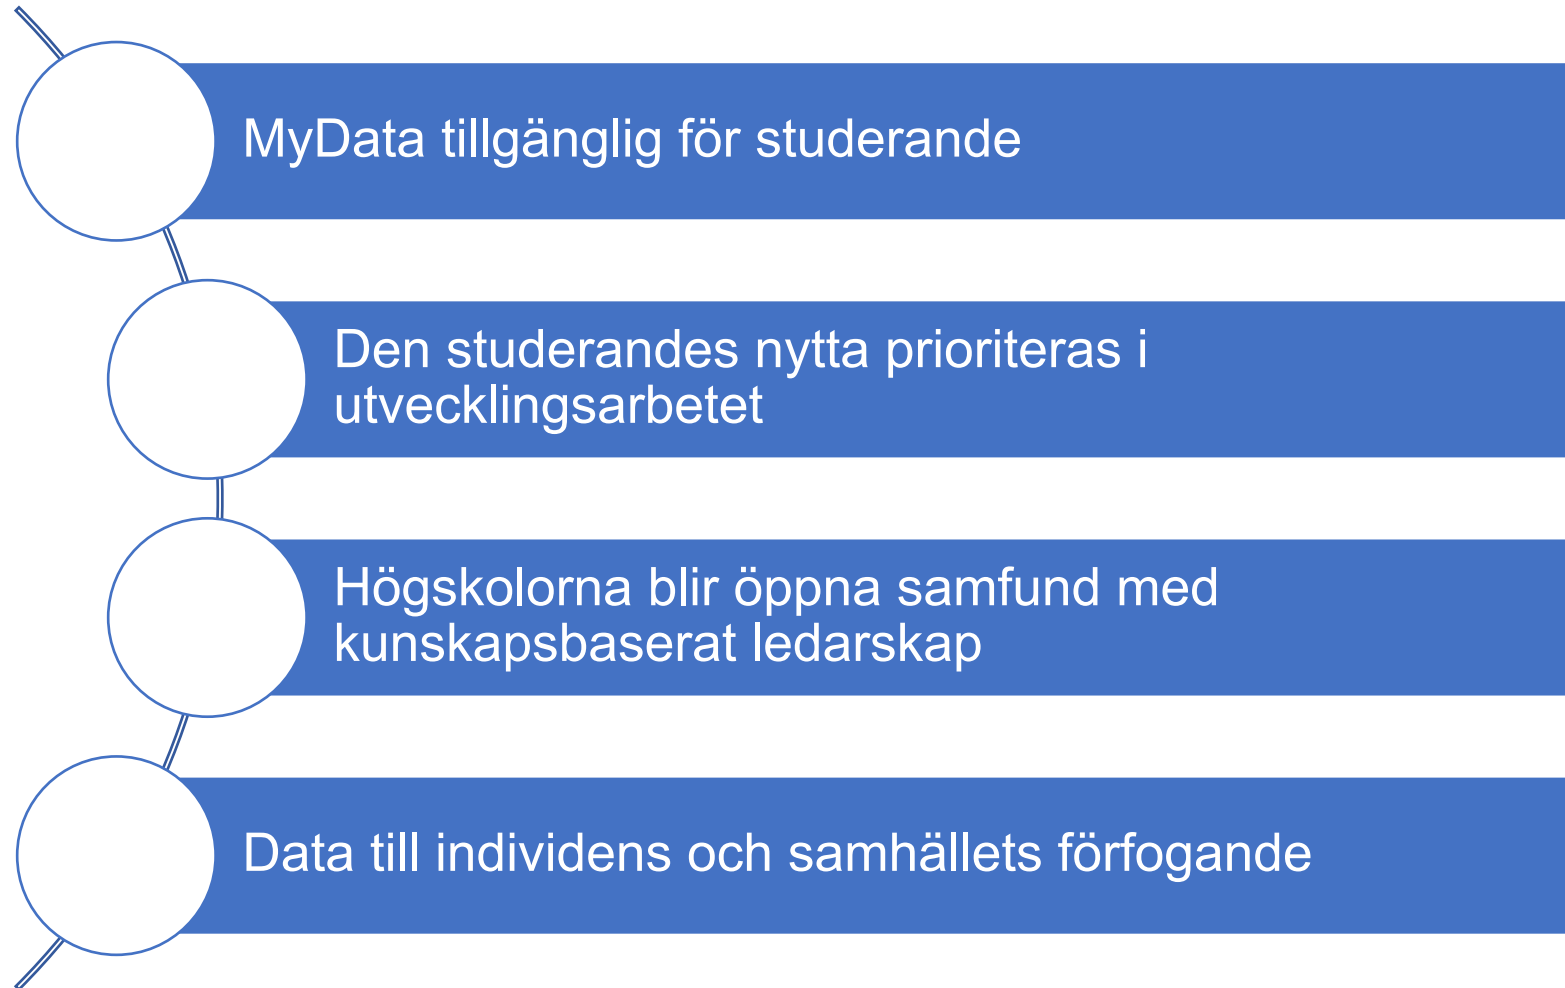 MyData tillgänglig för studerande
Den studerandes nytta prioriteras i
utvecklingsarbetet
Högskolorna blir öppna samfund med
kunskapsbaserat ledarskap
Data till individens och samhällets förfogande